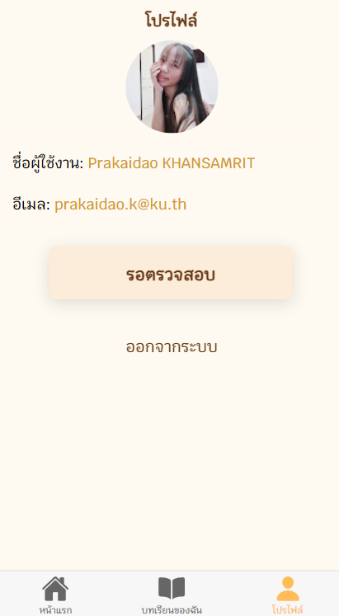 โปรไฟล์
ชื่อผู้ใช้งาน: Prakaidao KHANSAMRIT
อีเมล: prakaidao.k@ku.th
รอตรวจสอบ
ออกจากระบบ
หน้าแรก
บทเรียนของฉัน
โปรไฟล์